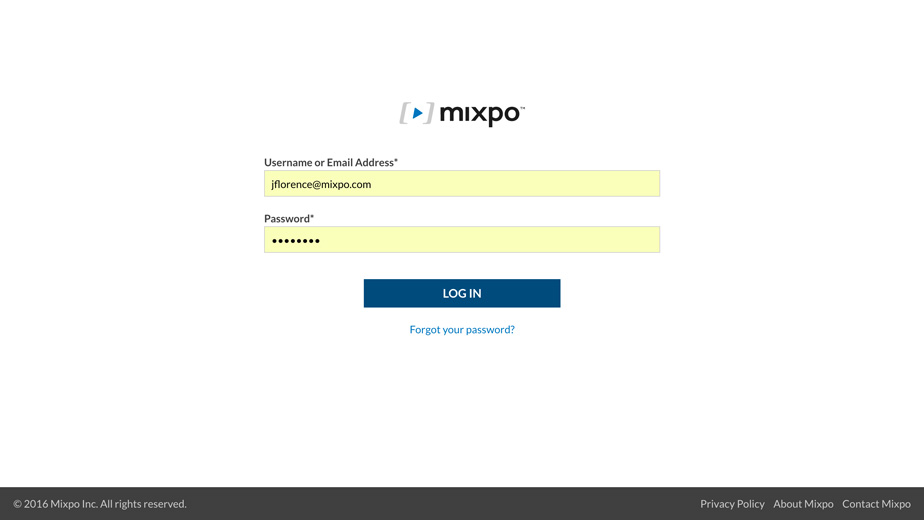 mixpo™
Username or Email Address*
jflorence@mixpo.com
Password*
••••••••
LOG IN
Forgot your password?
© 2016 Mixpo Inc. All rights reserved.
Privacy Policy About Mixpo Contact Mixpo